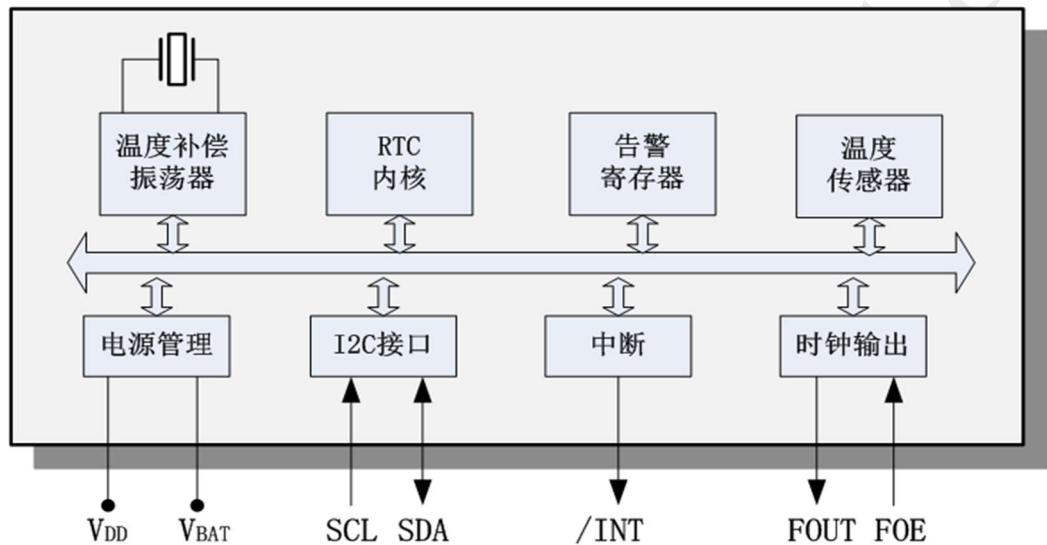 温度补偿
振荡器
RTC
内核
告警
寄存器
温度
传感器
电源管理
I2C接口
中断
时钟输出
VDD
VBAT
SCL
SDA
/INT
FOUT
FOE